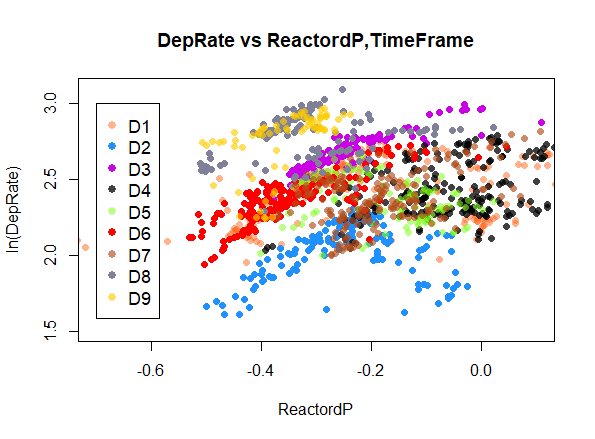 DepRate vs ReactordP,TimeFrame
ln(DepRate)
3.0
2.5
2.0
1.5
D1
D2
D3
D4
D5
D6
D7
D8
D9
-0.6 -0.4 -0.2 0.0
ReactordP